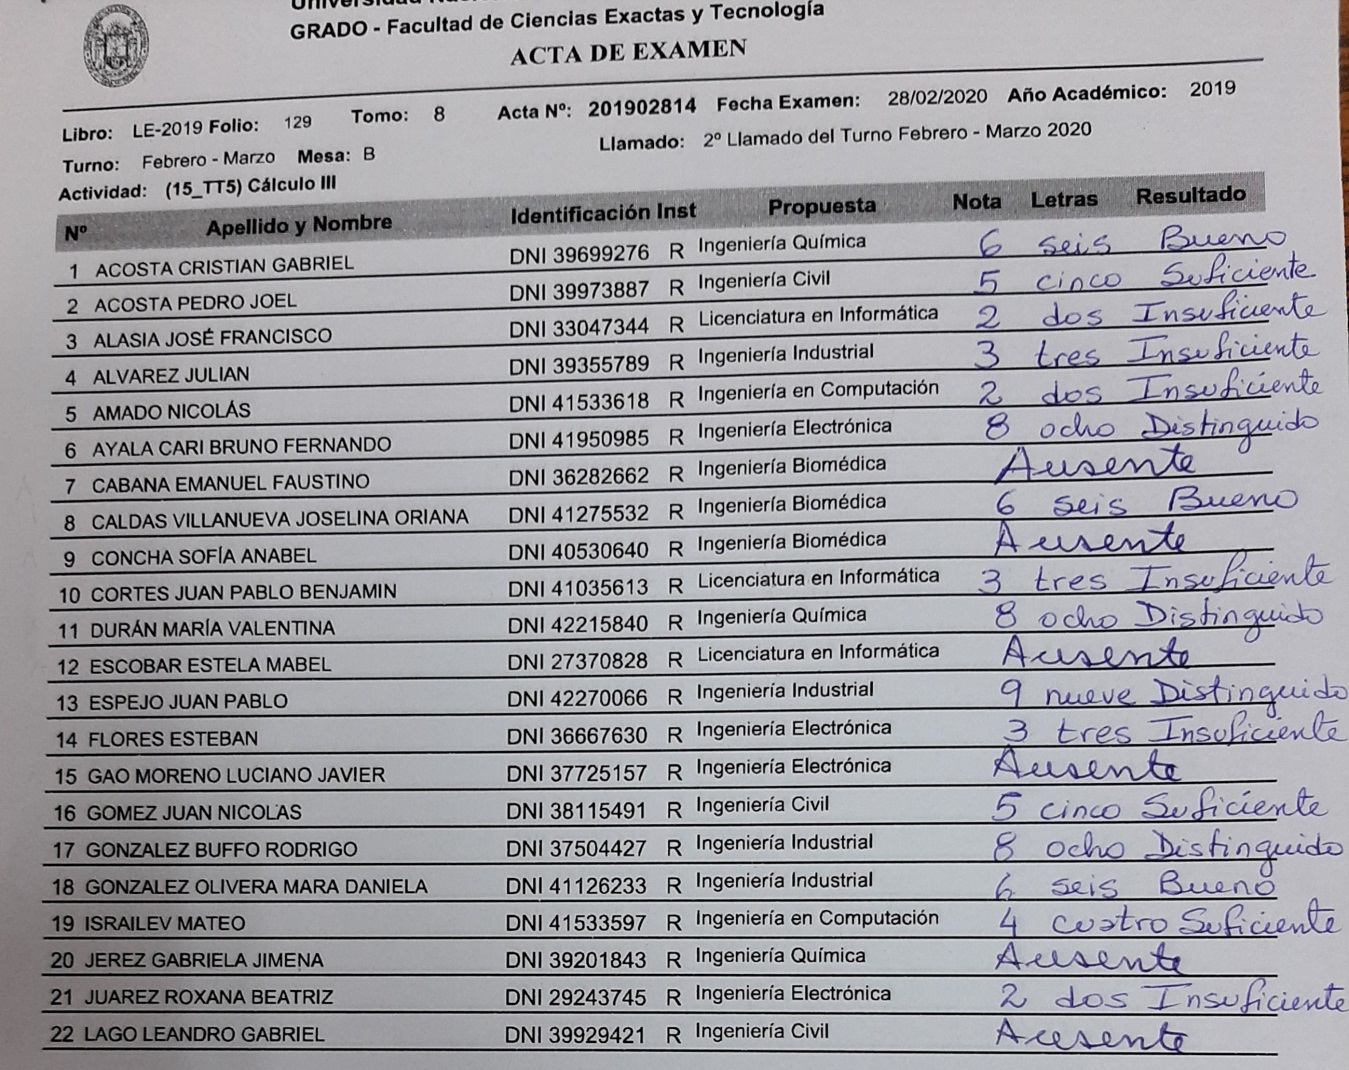 GRADO - Facultad de Ciencias Exactas y Tecnología
ACTA DE EXAMEN
Libro: LE-2019 Folio: 129 Tomo: 8 Acta Nº: 201902814 Fecha Examen: 28/02/2020 Año Académico: 2019
Turno: Febrero - Marzo Mesa: B Llamado: 2º Llamado del Turno Febrero - Marzo 2020
Actividad: (15_TT5) Cálculo III
Nº Apellido y Nombre Identificación Inst Propuesta Nota Letras Resultado
1 ACOSTA CRISTIAN GABRIEL DNI 39699276 R Ingeniería Química 6 seis Bueno
2 ACOSTA PEDRO JOEL DNI 39973887 R Ingeniería Civil 5 cinco Suficiente
3 ALASIA JOSÉ FRANCISCO DNI 33047344 R Licenciatura en Informática 2 dos Insuficiente
4 ALVAREZ JULIAN DNI 39355789 R Ingeniería Industrial 3 tres Insuficiente
5 AMADO NICOLÁS DNI 41533618 R Ingeniería en Computación 2 dos Insuficiente
6 AYALA CARI BRUNO FERNANDO DNI 41950985 R Ingeniería Electrónica 8 ocho Distinguido
7 CABANA EMANUEL FAUSTINO DNI 36282662 R Ingeniería Biomédica Ausente
8 CALDAS VILLANUEVA JOSELINA ORIANA DNI 41275532 R Ingeniería Biomédica 6 seis Bueno
9 CONCHA SOFÍA ANABEL DNI 40530640 R Ingeniería Biomédica Ausente
10 CORTES JUAN PABLO BENJAMIN DNI 41035613 R Licenciatura en Informática 3 tres Insuficiente
11 DURÁN MARÍA VALENTINA DNI 42215840 R Ingeniería Química 8 ocho Distinguido
12 ESCOBAR ESTELA MABEL DNI 27370828 R Licenciatura en Informática Ausente
13 ESPEJO JUAN PABLO DNI 42270066 R Ingeniería Industrial 9 nueve Distinguido
14 FLORES ESTEBAN DNI 36667630 R Ingeniería Electrónica 3 tres Insuficiente
15 GAO MORENO LUCIANO JAVIER DNI 37725157 R Ingeniería Electrónica Ausente
16 GOMEZ JUAN NICOLAS DNI 38115491 R Ingeniería Civil 5 cinco Suficiente
17 GONZALEZ BUFFO RODRIGO DNI 37504427 R Ingeniería Industrial 8 ocho Distinguido
18 GONZALEZ OLIVERA MARA DANIELA DNI 41126233 R Ingeniería Industrial 6 seis Bueno
19 ISRAILEV MATEO DNI 41533597 R Ingeniería en Computación 4 cuatro Suficiente
20 JEREZ GABRIELA JIMENA DNI 39201843 R Ingeniería Química Ausente
21 JUAREZ ROXANA BEATRIZ DNI 29243745 R Ingeniería Electrónica 2 dos Insuficiente
22 LAGO LEANDRO GABRIEL DNI 39929421 R Ingeniería Civil Ausente